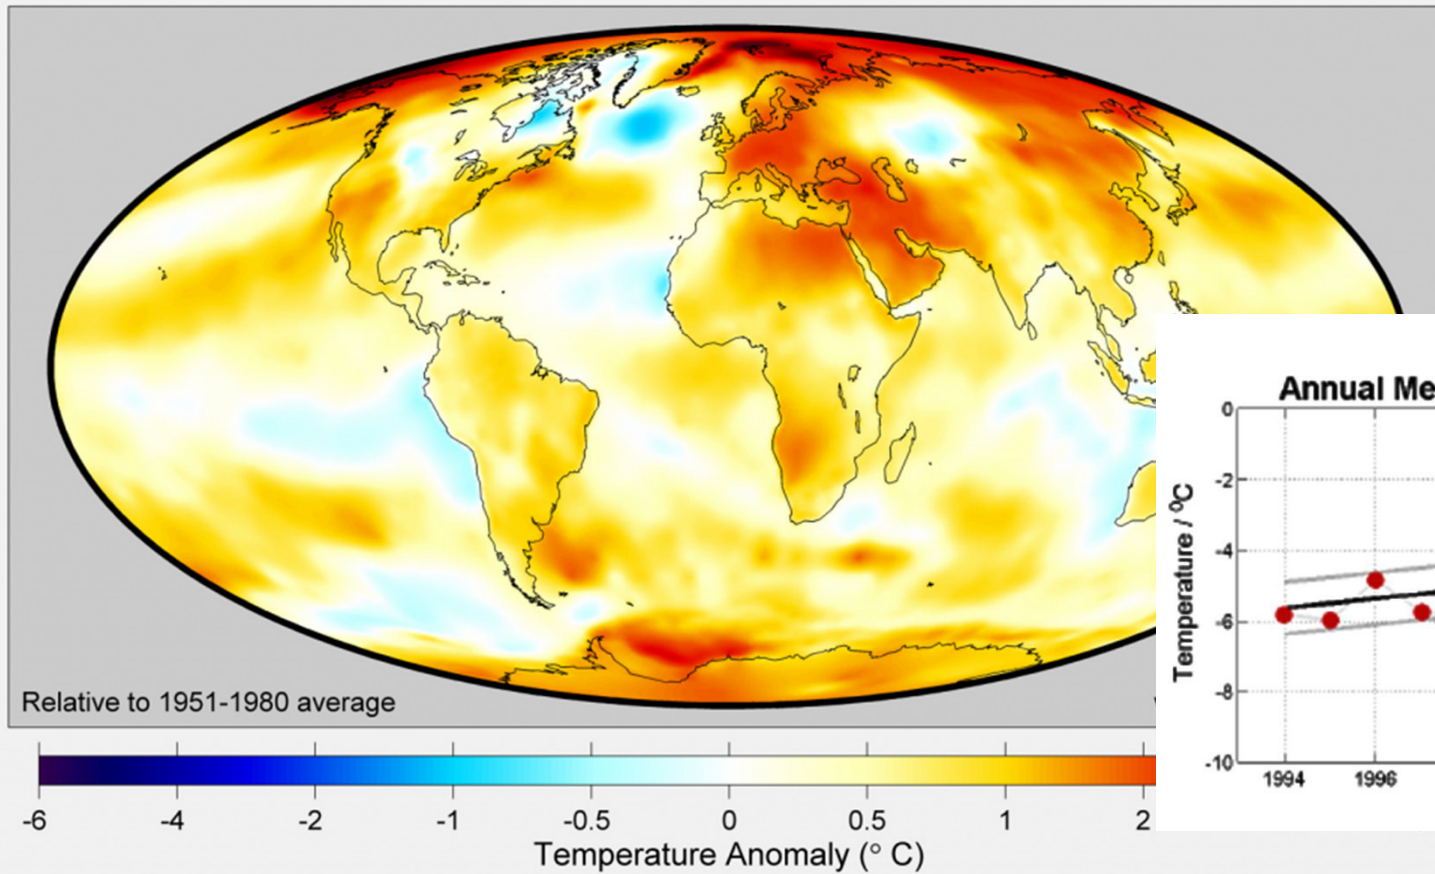 Relative to 1951-1980 average
-6 -4 -2 -1 -0.5 0 0.5 1 2
Temperature Anomaly (° C)
Annual Me
Temperature / ⁰C
0
-2
-4
-6
-8
-10
1994 1996